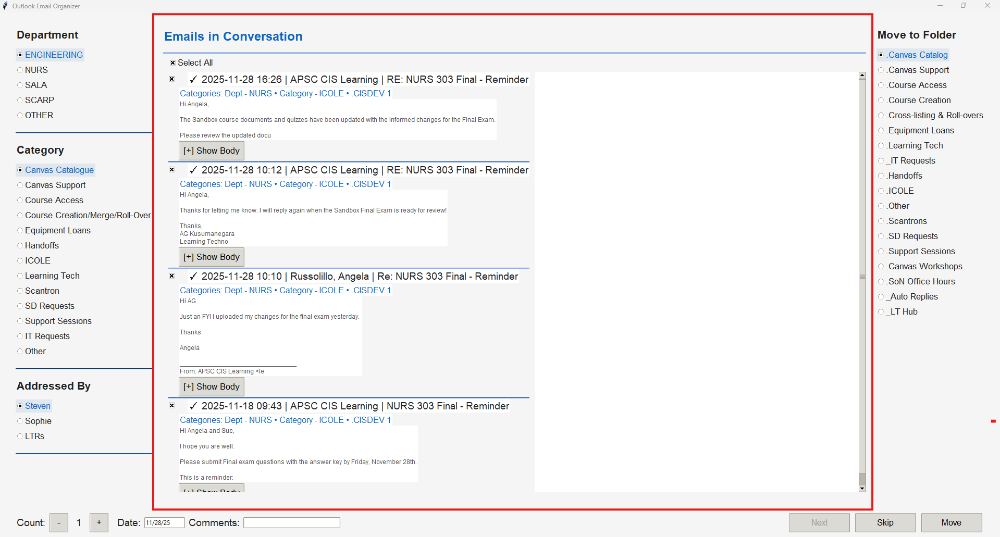 Outlook Email Organizer
Department
ENGINEERING
NURS
SALA
SCARP
OTHER
Category
Canvas Catalogue
Canvas Support
Course Access
Course Creation/Merge/Roll-Over
Equipment Loans
Handoffs
ICOLE
Learning Tech
Scantron
SD Requests
Support Sessions
IT Requests
Other
Addressed By
Steven
Sophie
LTRs
Emails in Conversation
Select All
✓ 2025-11-28 16:26 | APSC CIS Learning | RE: NURS 303 Final - Reminder
Categories: Dept - NURS • Category - ICOLE • .CISDEV 1
Hi Angela,
The Sandbox course documents and quizzes have been updated with the informed changes for the Final Exam.
Please review the updated docu
[+] Show Body
✓ 2025-11-28 10:12 | APSC CIS Learning | RE: NURS 303 Final - Reminder
Categories: Dept - NURS • Category - ICOLE • .CISDEV 1
Hi Angela,
Thanks for letting me know. I will reply again when the Sandbox Final Exam is ready for review!
Thanks,
AG Kusumanegara
Learning Techno
[+] Show Body
✓ 2025-11-28 10:10 | Russolillo, Angela | Re: NURS 303 Final - Reminder
Categories: Dept - NURS • Category - ICOLE • .CISDEV 1
Hi AG
Just an FYI I uploaded my changes for the final exam yesterday.
Thanks
Angela
________________________________
From: APSC CIS Learning <le
[+] Show Body
✓ 2025-11-18 09:43 | APSC CIS Learning | NURS 303 Final - Reminder
Categories: Dept - NURS • Category - ICOLE • .CISDEV 1
Hi Angela and Sue,
I hope you are well.
Please submit Final exam questions with the answer key by Friday, November 28th.
This is a reminder:
[+] Show Body
Move to Folder
.Canvas Catalog
.Canvas Support
.Course Access
.Course Creation
.Cross-listing & Roll-overs
.Equipment Loans
.Learning Tech
_IT Requests
.Handoffs
.ICOLE
.Other
.Scantrons
.SD Requests
.Support Sessions
.Canvas Workshops
.SoN Office Hours
_Auto Replies
_LT Hub
Count: - 1 + Date: 11/28/25 Comments:
Next Skip Move